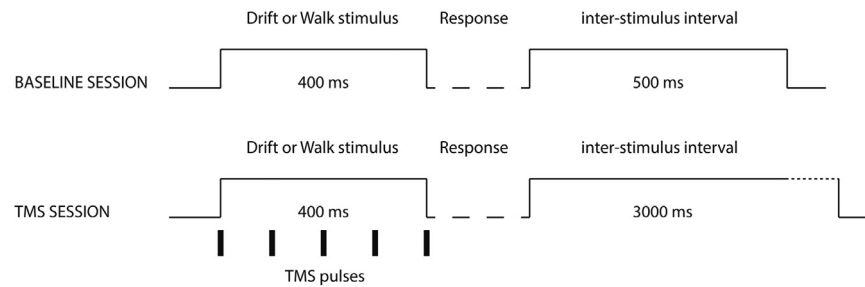 Drift or Walk stimulus Response inter-stimulus interval
BASELINE SESSION 400 ms 500 ms
Drift or Walk stimulus Response inter-stimulus interval
TMS SESSION 400 ms 3000 ms
TMS pulses